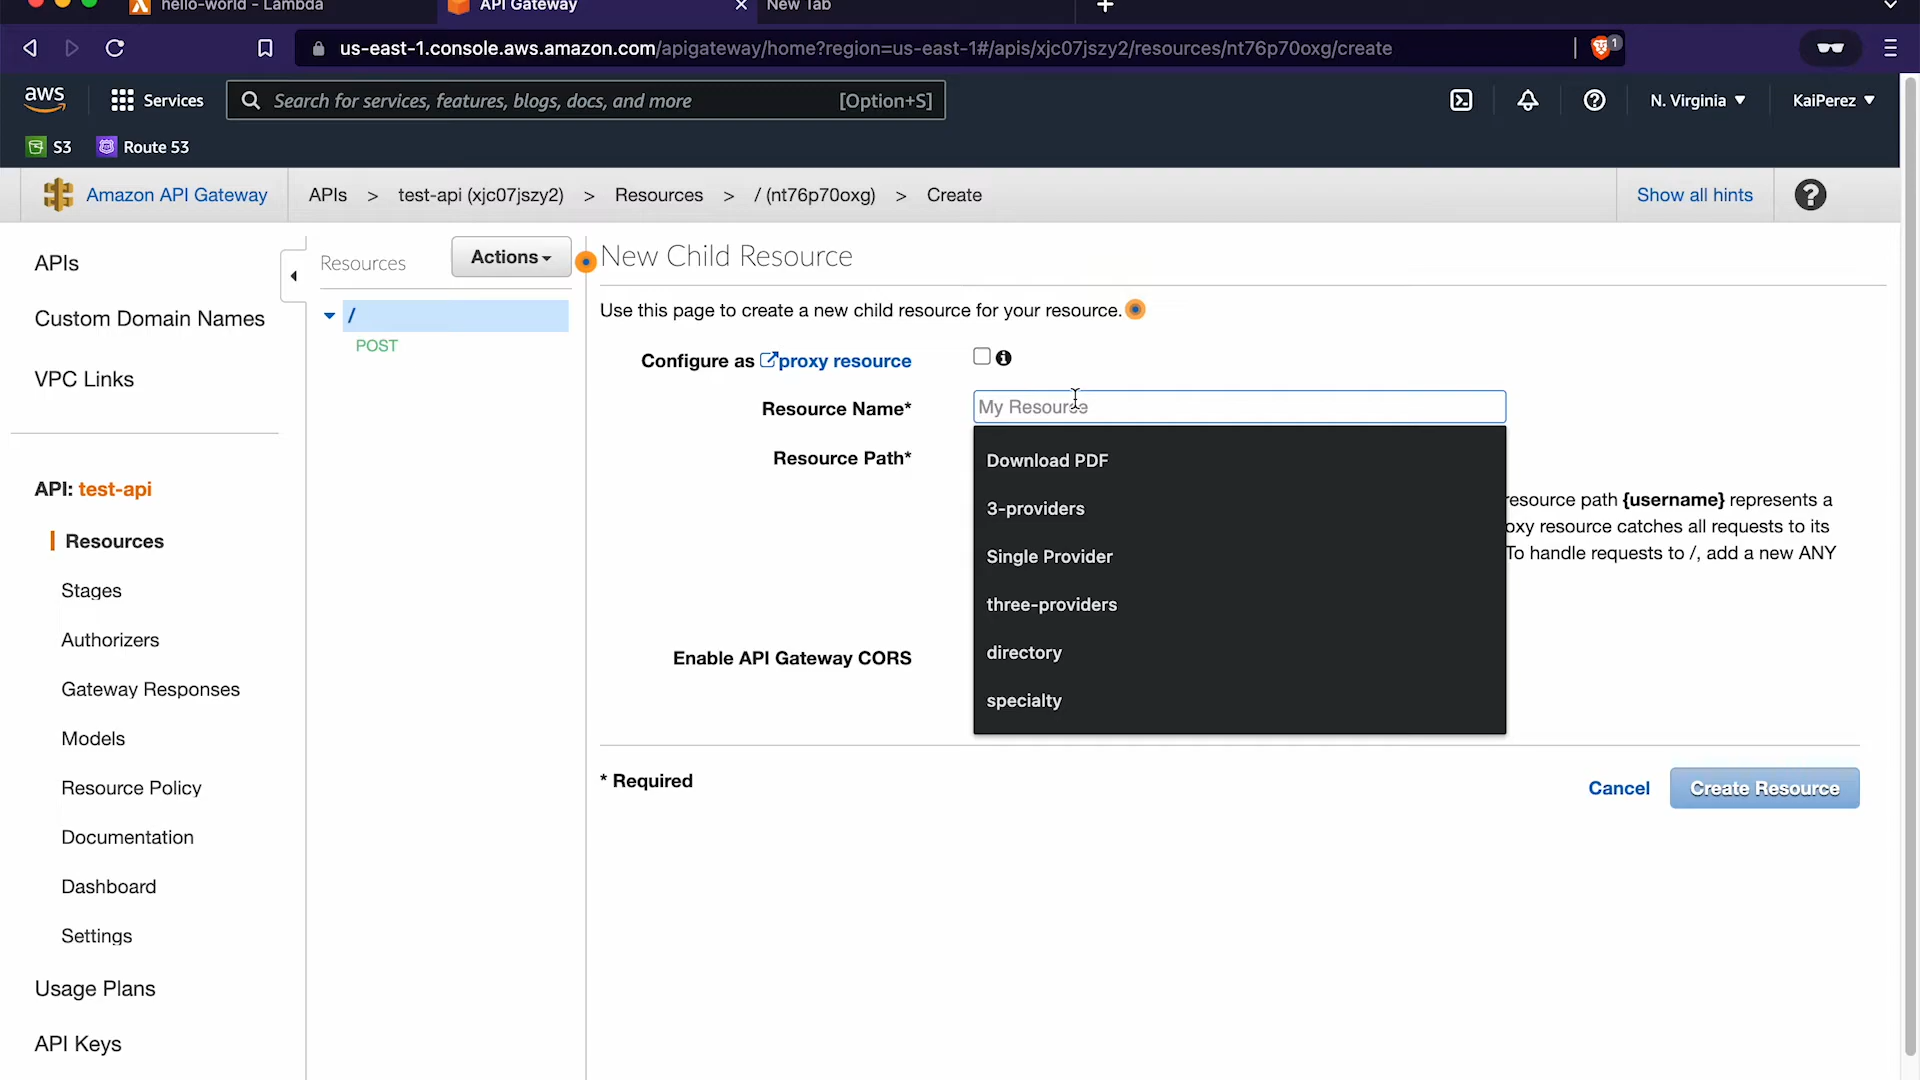 hello-world - Lambda
API Gateway
New Tab
us-east-1.console.aws.amazon.com/apigateway/home?region=us-east-1#/apis/xjc07jszy2/resources/nt76p70oxg/create
1
aws
Services
Search for services, features, blogs, docs, and more [Option+S]
N. Virginia
KaiPerez
S3
Route 53
Amazon API Gateway
APIs > test-api (xjc07jszy2) > Resources > / (nt76p70oxg) > Create
Show all hints
APIs
Custom Domain Names
VPC Links
API: test-api
Resources
Stages
Authorizers
Gateway Responses
Models
Resource Policy
Documentation
Dashboard
Settings
Usage Plans
API Keys
Resources
Actions
/
POST
New Child Resource
Use this page to create a new child resource for your resource.
Configure as proxy resource
Resource Name*
My Resource
Resource Path*
Download PDF
3-providers
Single Provider
three-providers
directory
specialty
resource path {username} represents a
oxy resource catches all requests to its
To handle requests to /, add a new ANY
Enable API Gateway CORS
* Required
Cancel
Create Resource